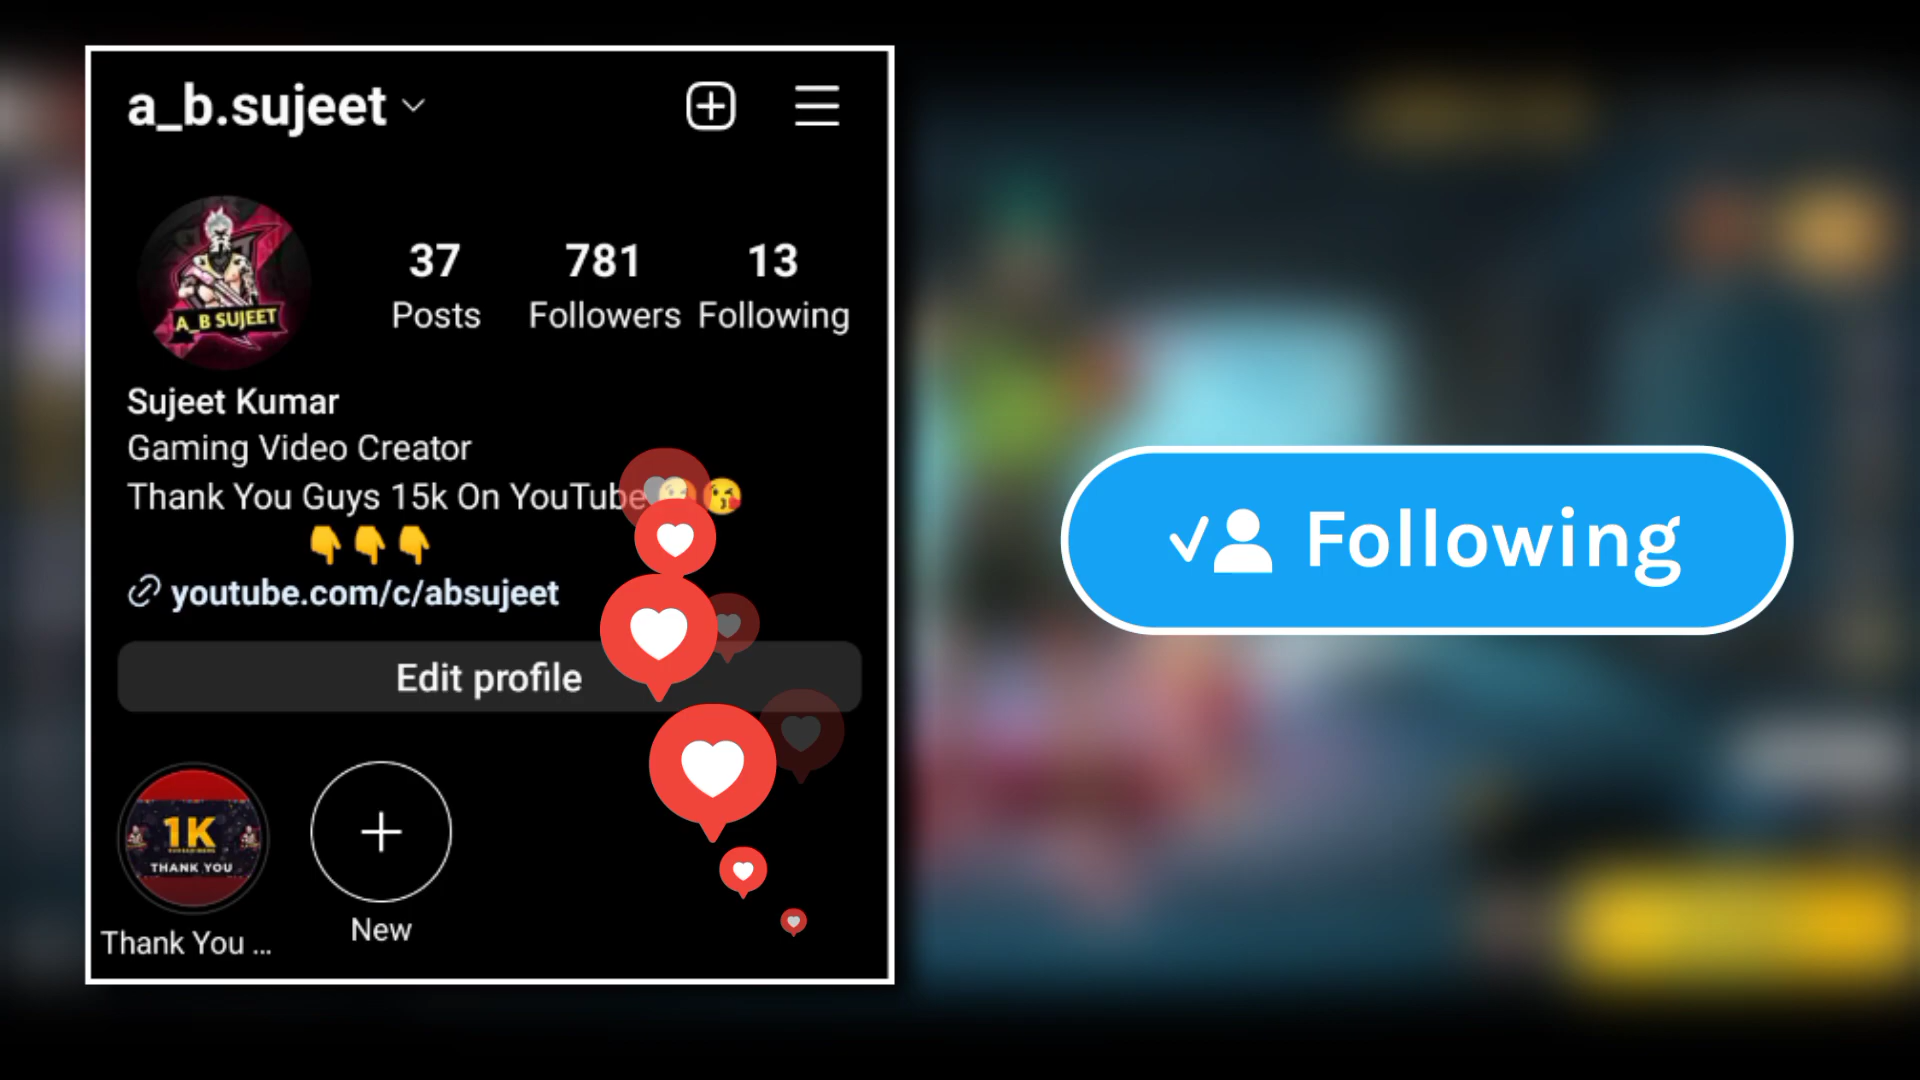 a_b.sujeet
37 781 13
Posts Followers Following
A_B SUJEET
Sujeet Kumar
Gaming Video Creator
Thank You Guys 15k On YouTube😘😘
👇👇👇
youtube.com/c/absujeet
Edit profile
1K
THANK YOU
Thank You ...
New
Following